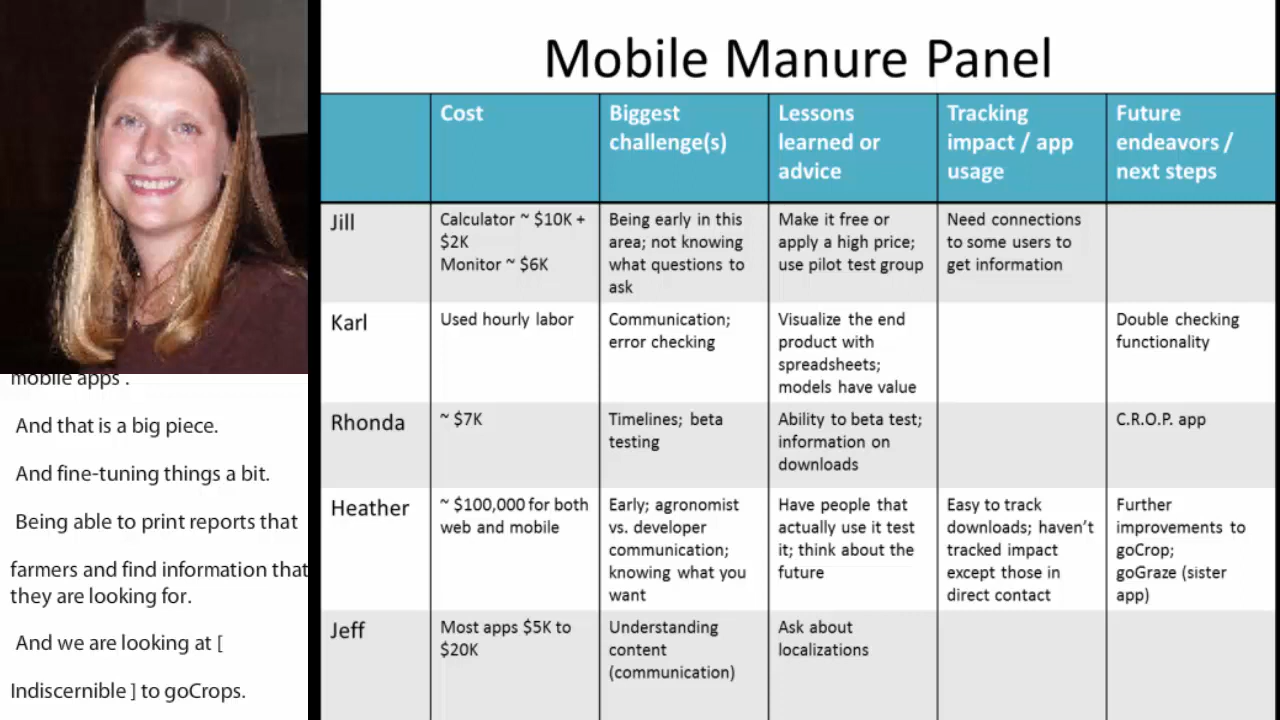 Mobile Manure Panel
Cost
Biggest
challenge(s)
Lessons
learned or
advice
Tracking
impact / app
usage
Future
endeavors /
next steps
Jill
Calculator ~ $10K +
$2K
Monitor ~ $6K
Being early in this
area; not knowing
what questions to
ask
Make it free or
apply a high price;
use pilot test group
Need connections
to some users to
get information
Karl
Used hourly labor
Communication;
error checking
Visualize the end
product with
spreadsheets;
models have value
Double checking
functionality
Rhonda
~ $7K
Timelines; beta
testing
Ability to beta test;
information on
downloads
C.R.O.P. app
Heather
~ $100,000 for both
web and mobile
Early; agronomist
vs. developer
communication;
knowing what you
want
Have people that
actually use it test
it; think about the
future
Easy to track
downloads; haven't
tracked impact
except those in
direct contact
Further
improvements to
goCrop;
goGraze (sister
app)
Jeff
Most apps $5K to
$20K
Understanding
content
(communication)
Ask about
localizations
mobile apps .
And that is a big piece.
And fine-tuning things a bit.
Being able to print reports that
farmers and find information that
they are looking for.
And we are looking at [
Indiscernible ] to goCrops.